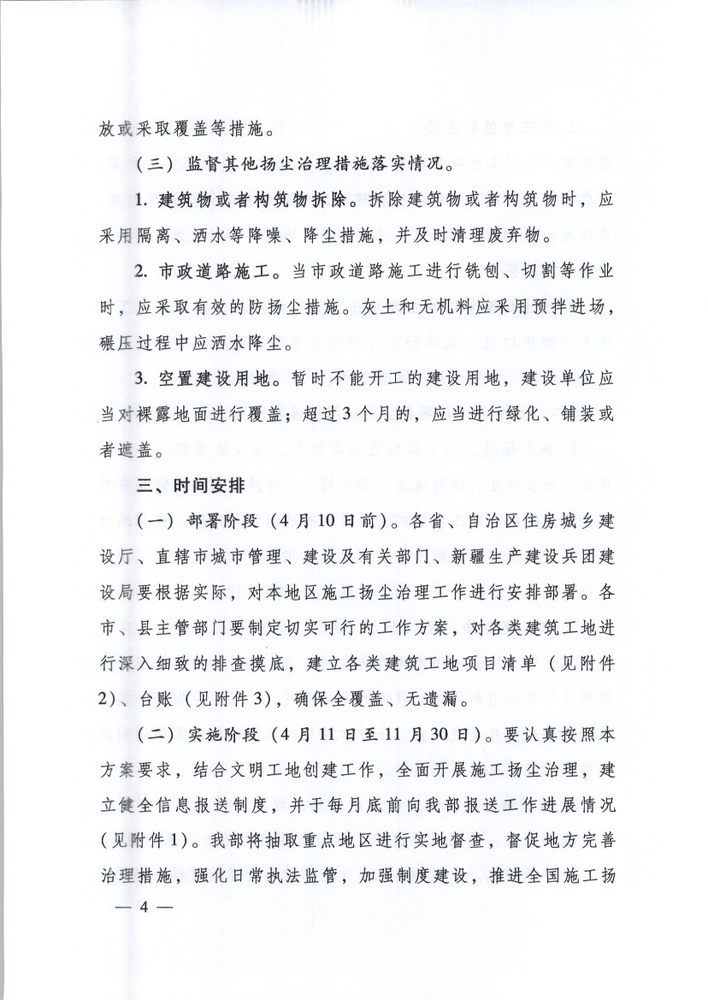 放或采取覆盖等措施。
（三）监督其他扬尘治理措施落实情况。
1. 建筑物或者构筑物拆除。拆除建筑物或者构筑物时，应
采用隔离、洒水等降噪、降尘措施，并及时清理废弃物。
2. 市政道路施工。当市政道路施工进行铣刨、切割等作业
时，应采取有效的防扬尘措施。灰土和无机料应采用预拌进场，
碾压过程中应洒水降尘。
3. 空置建设用地。暂时不能开工的建设用地，建设单位应
当对裸露地面进行覆盖；超过3个月的，应当进行绿化、铺装或
者遮盖。
三、时间安排
（一）部署阶段（4月10日前）。各省、自治区住房城乡建
设厅、直辖市城市管理、建设及有关部门、新疆生产建设兵团建
设局要根据实际，对本地区施工扬尘治理工作进行安排部署。各
市、县主管部门要制定切实可行的工作方案，对各类建筑工地进
行深入细致的排查摸底，建立各类建筑工地项目清单（见附件
2）、台账（见附件3），确保全覆盖、无遗漏。
（二）实施阶段（4月11日至11月30日）。要认真按照本
方案要求，结合文明工地创建工作，全面开展施工扬尘治理，建
立健全信息报送制度，并于每月底前向我部报送工作进展情况
（见附件1）。我部将抽取重点地区进行实地督查，督促地方完善
治理措施，强化日常执法监管，加强制度建设，推进全国施工扬
— 4 —